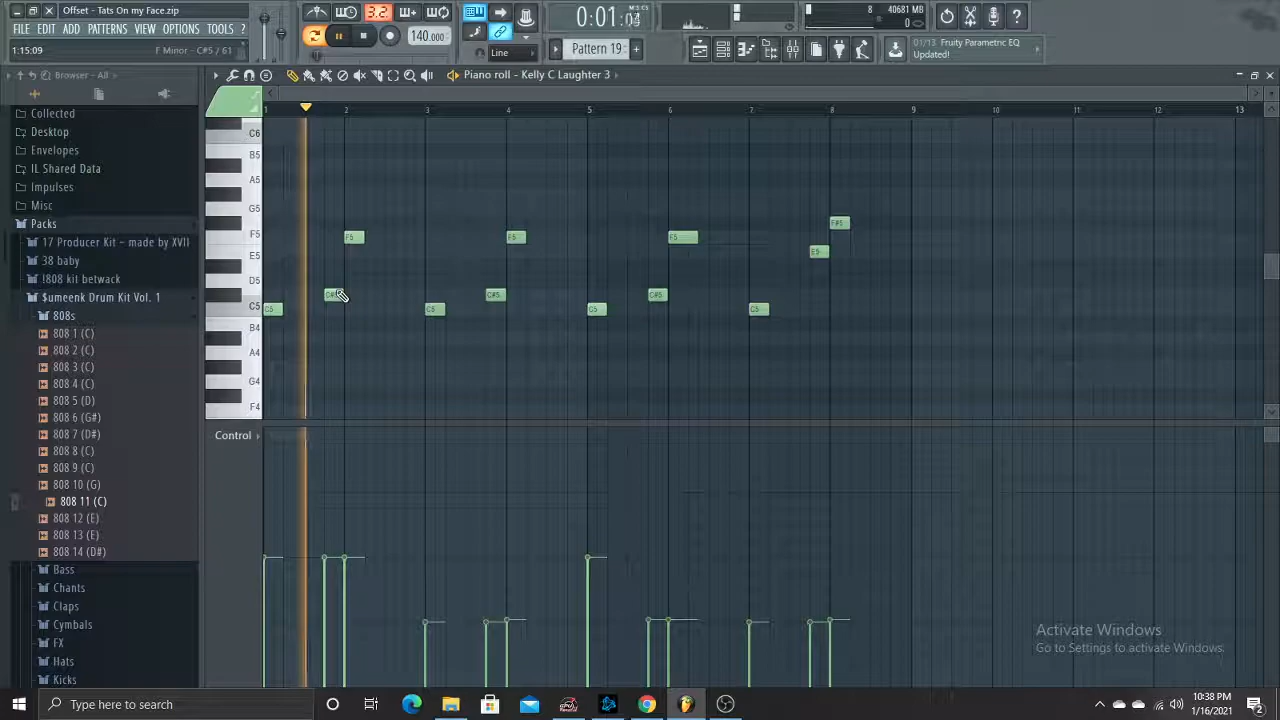 Offset - Tats On my Face.zip
FILE EDIT ADD PATTERNS VIEW OPTIONS TOOLS
1:15:09 F Minor - C#5 / 61
3.2
140.000
0:01:04
M:S:CS
Line
Pattern 19
8
40681 MB
0
01/13 Fruity Parametric EQ
Updated!
Browser - All
Piano roll - Kelly C Laughter 3
1 2 3 4 5 6 7 8 9 10 11 12 13
Collected
Desktop
Envelopes
IL Shared Data
Impulses
Misc
Packs
17 Producer Kit - made by XVII
38 baby
!808 kit betwack
808s
808 1 (C)
808 2 (C)
808 3 (C)
808 4 (C)
808 5 (D)
808 6 (G#)
808 7 (D#)
808 8 (C)
808 9 (C)
808 10 (G)
808 11 (C)
808 12 (E)
808 13 (E)
808 14 (D#)
Bass
Chants
Claps
Cymbals
FX
Hats
Kicks
C6
B5
A5
G5
F5
E5
D5
C5
B4
A4
G4
F4
F#5
F5 F5 F5
E5
C#5 C#5
C5 C5 C5 C5
Control
Activate Windows
Go to Settings to activate Windows.
Type here to search
10:38 PM
1/16/2021